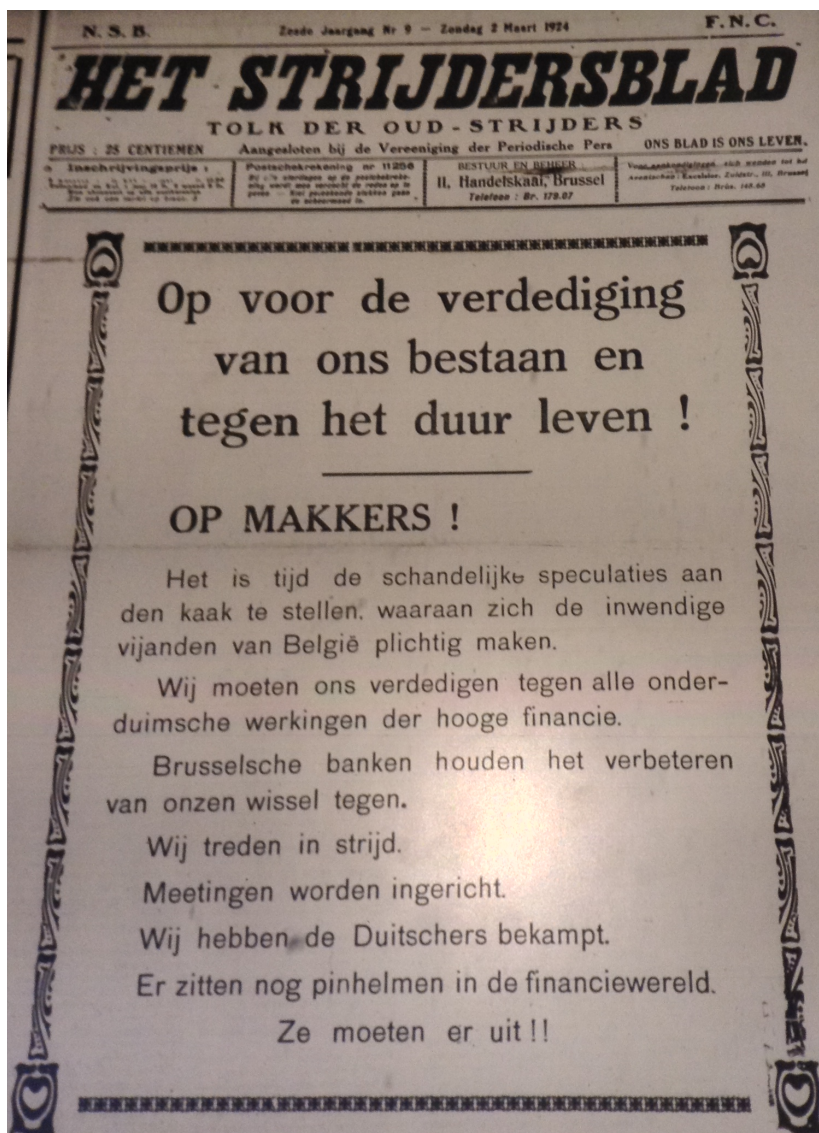 N. S. B. Zesde Jaargang Nr 9 — Zondag 2 Maart 1924 F. N. C.
HET STRIJDERSBLAD
TOLK DER OUD-STRIJDERS
PRIJS : 25 CENTIEMEN Aangesloten bij de Vereeniging der Periodische Pers ONS BLAD IS ONS LEVEN.
Inschrijvingsprijs :
Postschekrekening nr 11256
BESTUUR EN BEHEER
11, Handelskaai, Brussel
Telefoon : Br. 179.07
Op voor de verdediging
van ons bestaan en
tegen het duur leven !
OP MAKKERS !
Het is tijd de schandelijke speculaties aan
den kaak te stellen. waaraan zich de inwendige
vijanden van België plichtig maken.
Wij moeten ons verdedigen tegen alle onder-
duimsche werkingen der hooge financie.
Brusselsche banken houden het verbeteren
van onzen wissel tegen.
Wij treden in strijd.
Meetingen worden ingericht.
Wij hebben de Duitschers bekampt.
Er zitten nog pinhelmen in de financiewereld.
Ze moeten er uit !!